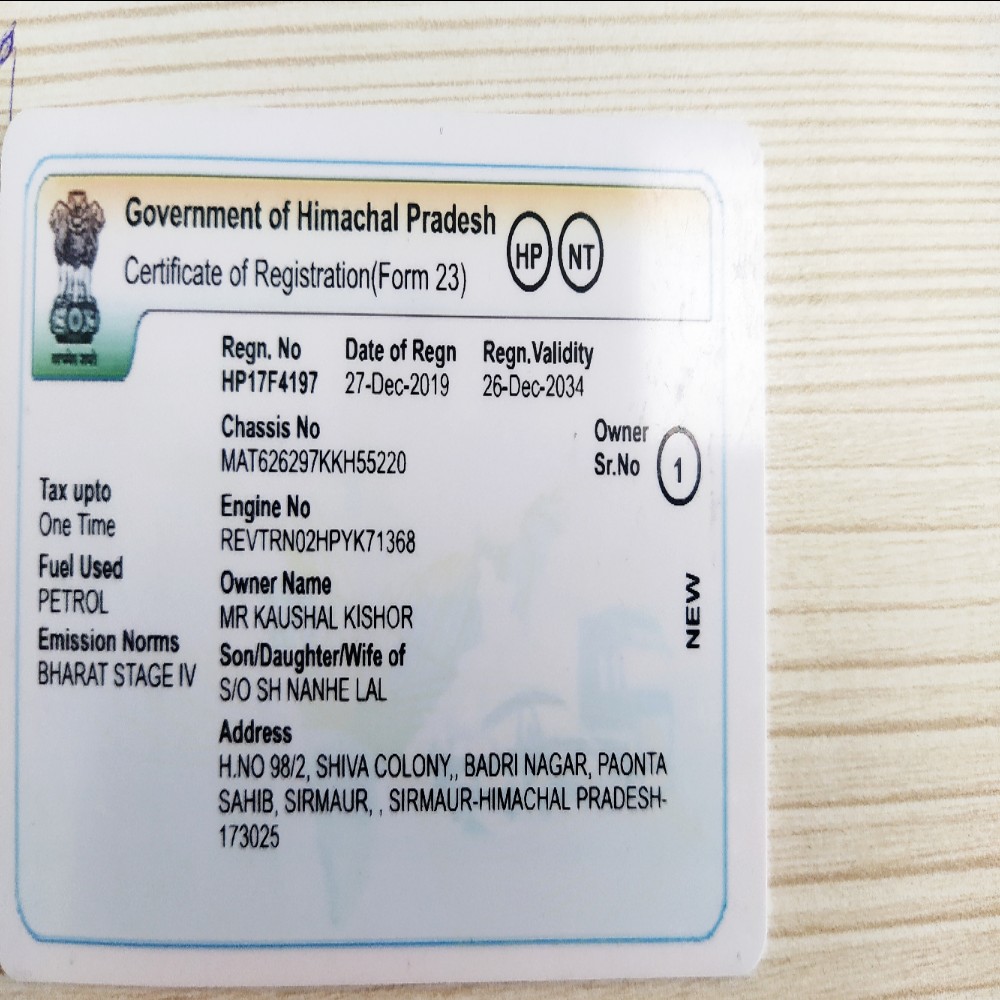 Government of Himachal Pradesh
Certificate of Registration(Form 23)
HP NT
Regn. No Date of Regn Regn.Validity
HP17F4197 27-Dec-2019 26-Dec-2034
Chassis No
MAT626297KKH55220
Owner
Sr.No 1
Tax upto
One Time
Engine No
REVTRN02HPYK71368
Fuel Used
PETROL
Owner Name
MR KAUSHAL KISHOR
Emission Norms
BHARAT STAGE IV
Son/Daughter/Wife of
S/O SH NANHE LAL
NEW
Address
H.NO 98/2, SHIVA COLONY,, BADRI NAGAR, PAONTA
SAHIB, SIRMAUR, , SIRMAUR-HIMACHAL PRADESH-
173025